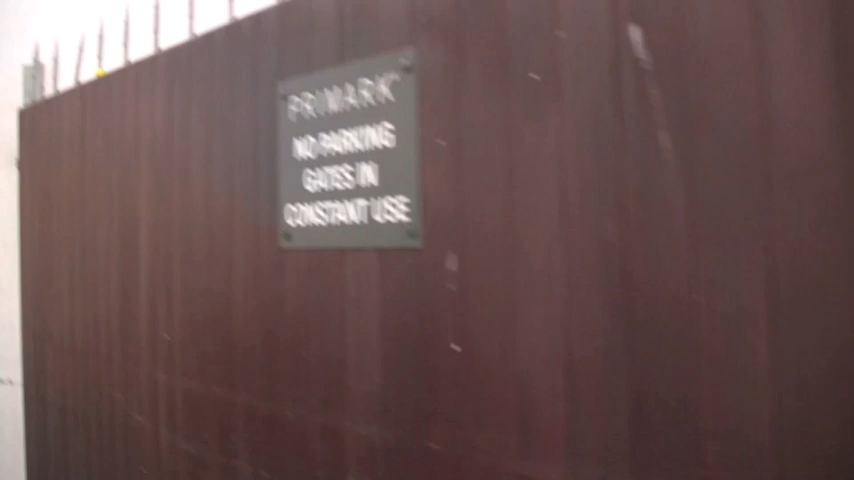 PRIMARK
NO PARKING
GATES IN
CONSTANT USE